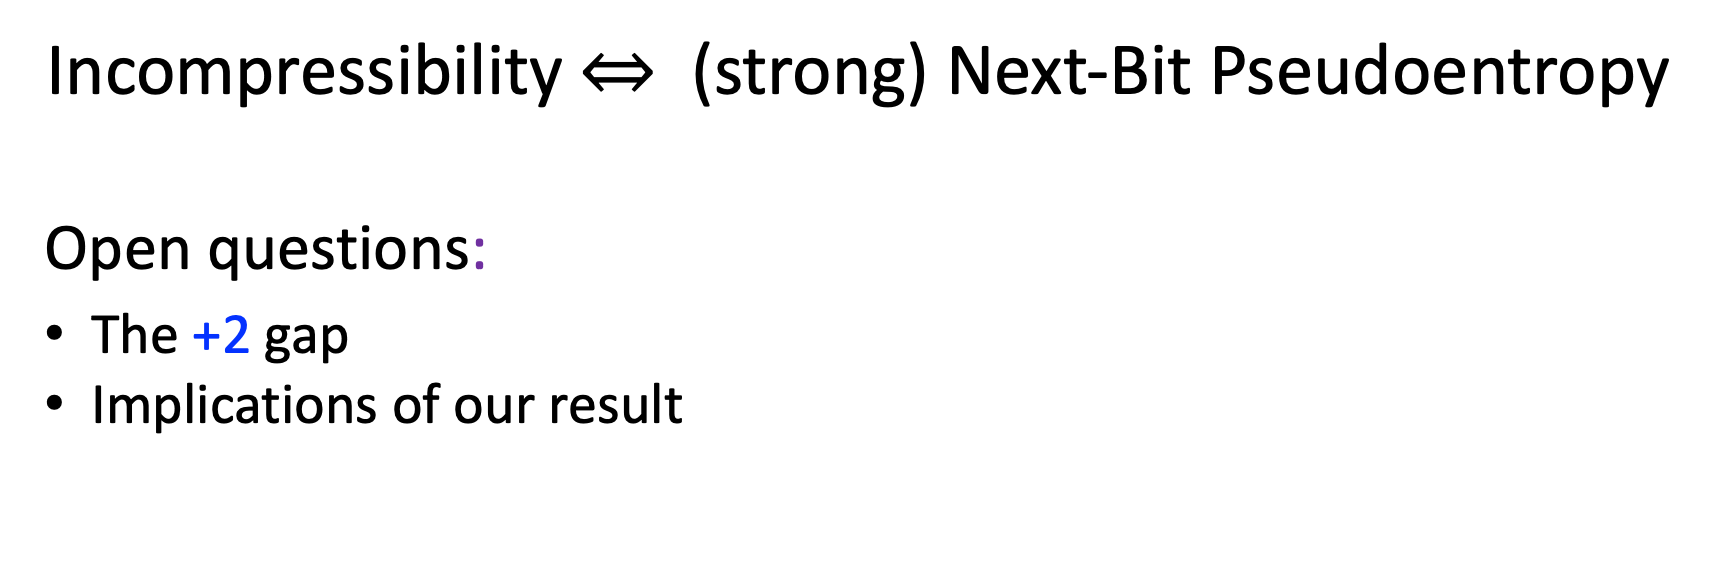 Incompressibility ⇔ (strong) Next-Bit Pseudoentropy
Open questions:
• The +2 gap
• Implications of our result